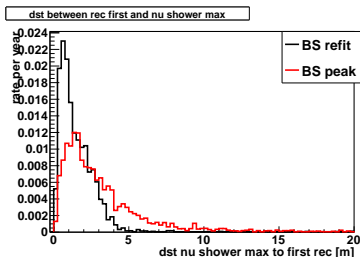 dst between rec first and nu shower max
rate per year
0.024
0.022
0.02
0.018
0.016
0.014
0.012
0.01
0.008
0.006
0.004
0.002
0
BS refit
BS peak
0 5 10 15 20
dst nu shower max to first rec [m]